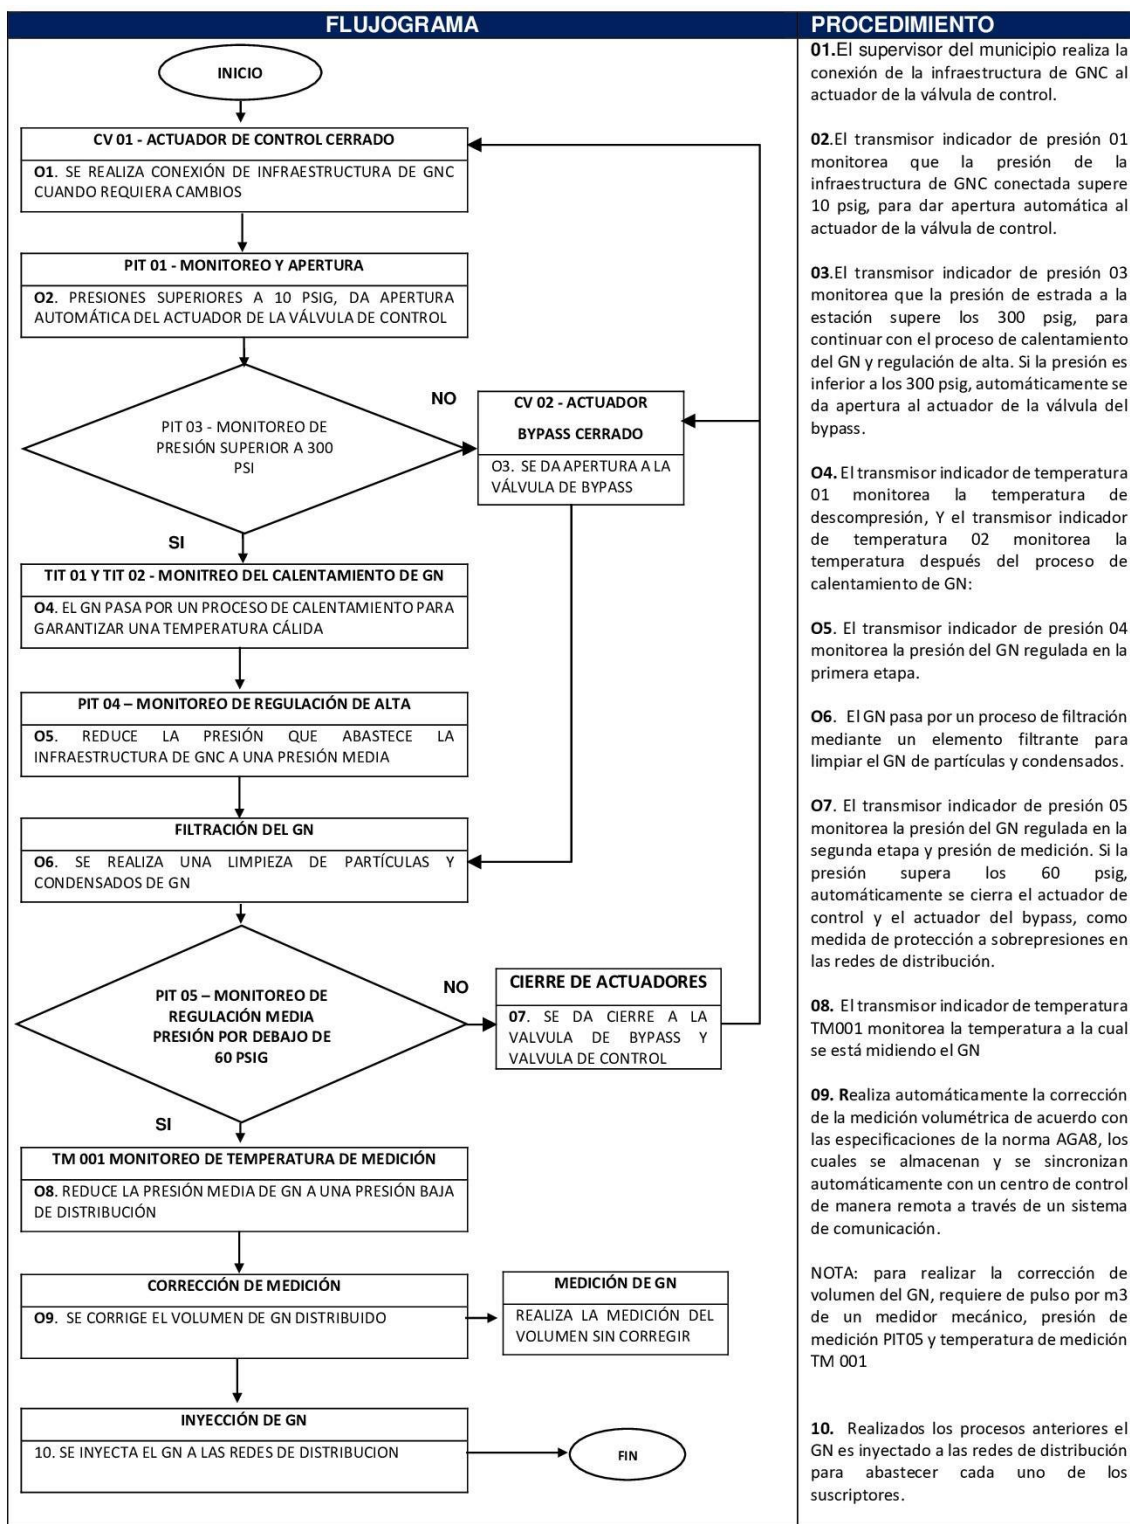 FLUJOGRAMA
INICIO
CV 01 - ACTUADOR DE CONTROL CERRADO
O1. SE REALIZA CONEXIÓN DE INFRAESTRUCTURA DE GNC
CUANDO REQUIERA CAMBIOS
PIT 01 - MONITOREO Y APERTURA
O2. PRESIONES SUPERIORES A 10 PSIG, DA APERTURA
AUTOMÁTICA DEL ACTUADOR DE LA VÁLVULA DE CONTROL
PIT 03 - MONITOREO DE
PRESIÓN SUPERIOR A 300
PSI
NO
CV 02 - ACTUADOR
BYPASS CERRADO
O3. SE DA APERTURA A LA
VÁLVULA DE BYPASS
SI
TIT 01 Y TIT 02 - MONITREO DEL CALENTAMIENTO DE GN
O4. EL GN PASA POR UN PROCESO DE CALENTAMIENTO PARA
GARANTIZAR UNA TEMPERATURA CÁLIDA
PIT 04 – MONITOREO DE REGULACIÓN DE ALTA
O5. REDUCE LA PRESIÓN QUE ABASTECE LA
INFRAESTRUCTURA DE GNC A UNA PRESIÓN MEDIA
FILTRACIÓN DEL GN
O6. SE REALIZA UNA LIMPIEZA DE PARTÍCULAS Y
CONDENSADOS DE GN
PIT 05 – MONITOREO DE
REGULACIÓN MEDIA
PRESIÓN POR DEBAJO DE
60 PSIG
NO
CIERRE DE ACTUADORES
07. SE DA CIERRE A LA
VALVULA DE BYPASS Y
VALVULA DE CONTROL
SI
TM 001 MONITOREO DE TEMPERATURA DE MEDICIÓN
O8. REDUCE LA PRESIÓN MEDIA DE GN A UNA PRESIÓN BAJA
DE DISTRIBUCIÓN
CORRECCIÓN DE MEDICIÓN
O9. SE CORRIGE EL VOLUMEN DE GN DISTRIBUIDO
MEDICIÓN DE GN
REALIZA LA MEDICIÓN DEL
VOLUMEN SIN CORREGIR
INYECCIÓN DE GN
10. SE INYECTA EL GN A LAS REDES DE DISTRIBUCION
FIN
PROCEDIMIENTO
01.El supervisor del municipio realiza la
conexión de la infraestructura de GNC al
actuador de la válvula de control.
02.El transmisor indicador de presión 01
monitorea que la presión de la
infraestructura de GNC conectada supere
10 psig, para dar apertura automática al
actuador de la válvula de control.
03.El transmisor indicador de presión 03
monitorea que la presión de estrada a la
estación supere los 300 psig, para
continuar con el proceso de calentamiento
del GN y regulación de alta. Si la presión es
inferior a los 300 psig, automáticamente se
da apertura al actuador de la válvula del
bypass.
O4. El transmisor indicador de temperatura
01 monitorea la temperatura de
descompresión, Y el transmisor indicador
de temperatura 02 monitorea la
temperatura después del proceso de
calentamiento de GN:
O5. El transmisor indicador de presión 04
monitorea la presión del GN regulada en la
primera etapa.
O6. El GN pasa por un proceso de filtración
mediante un elemento filtrante para
limpiar el GN de partículas y condensados.
O7. El transmisor indicador de presión 05
monitorea la presión del GN regulada en la
segunda etapa y presión de medición. Si la
presión supera los 60 psig,
automáticamente se cierra el actuador de
control y el actuador del bypass, como
medida de protección a sobrepresiones en
las redes de distribución.
08. El transmisor indicador de temperatura
TM001 monitorea la temperatura a la cual
se está midiendo el GN
09. Realiza automáticamente la corrección
de la medición volumétrica de acuerdo con
las especificaciones de la norma AGA8, los
cuales se almacenan y se sincronizan
automáticamente con un centro de control
de manera remota a través de un sistema
de comunicación.
NOTA: para realizar la corrección de
volumen del GN, requiere de pulso por m3
de un medidor mecánico, presión de
medición PIT05 y temperatura de medición
TM 001
10. Realizados los procesos anteriores el
GN es inyectado a las redes de distribución
para abastecer cada uno de los
suscriptores.